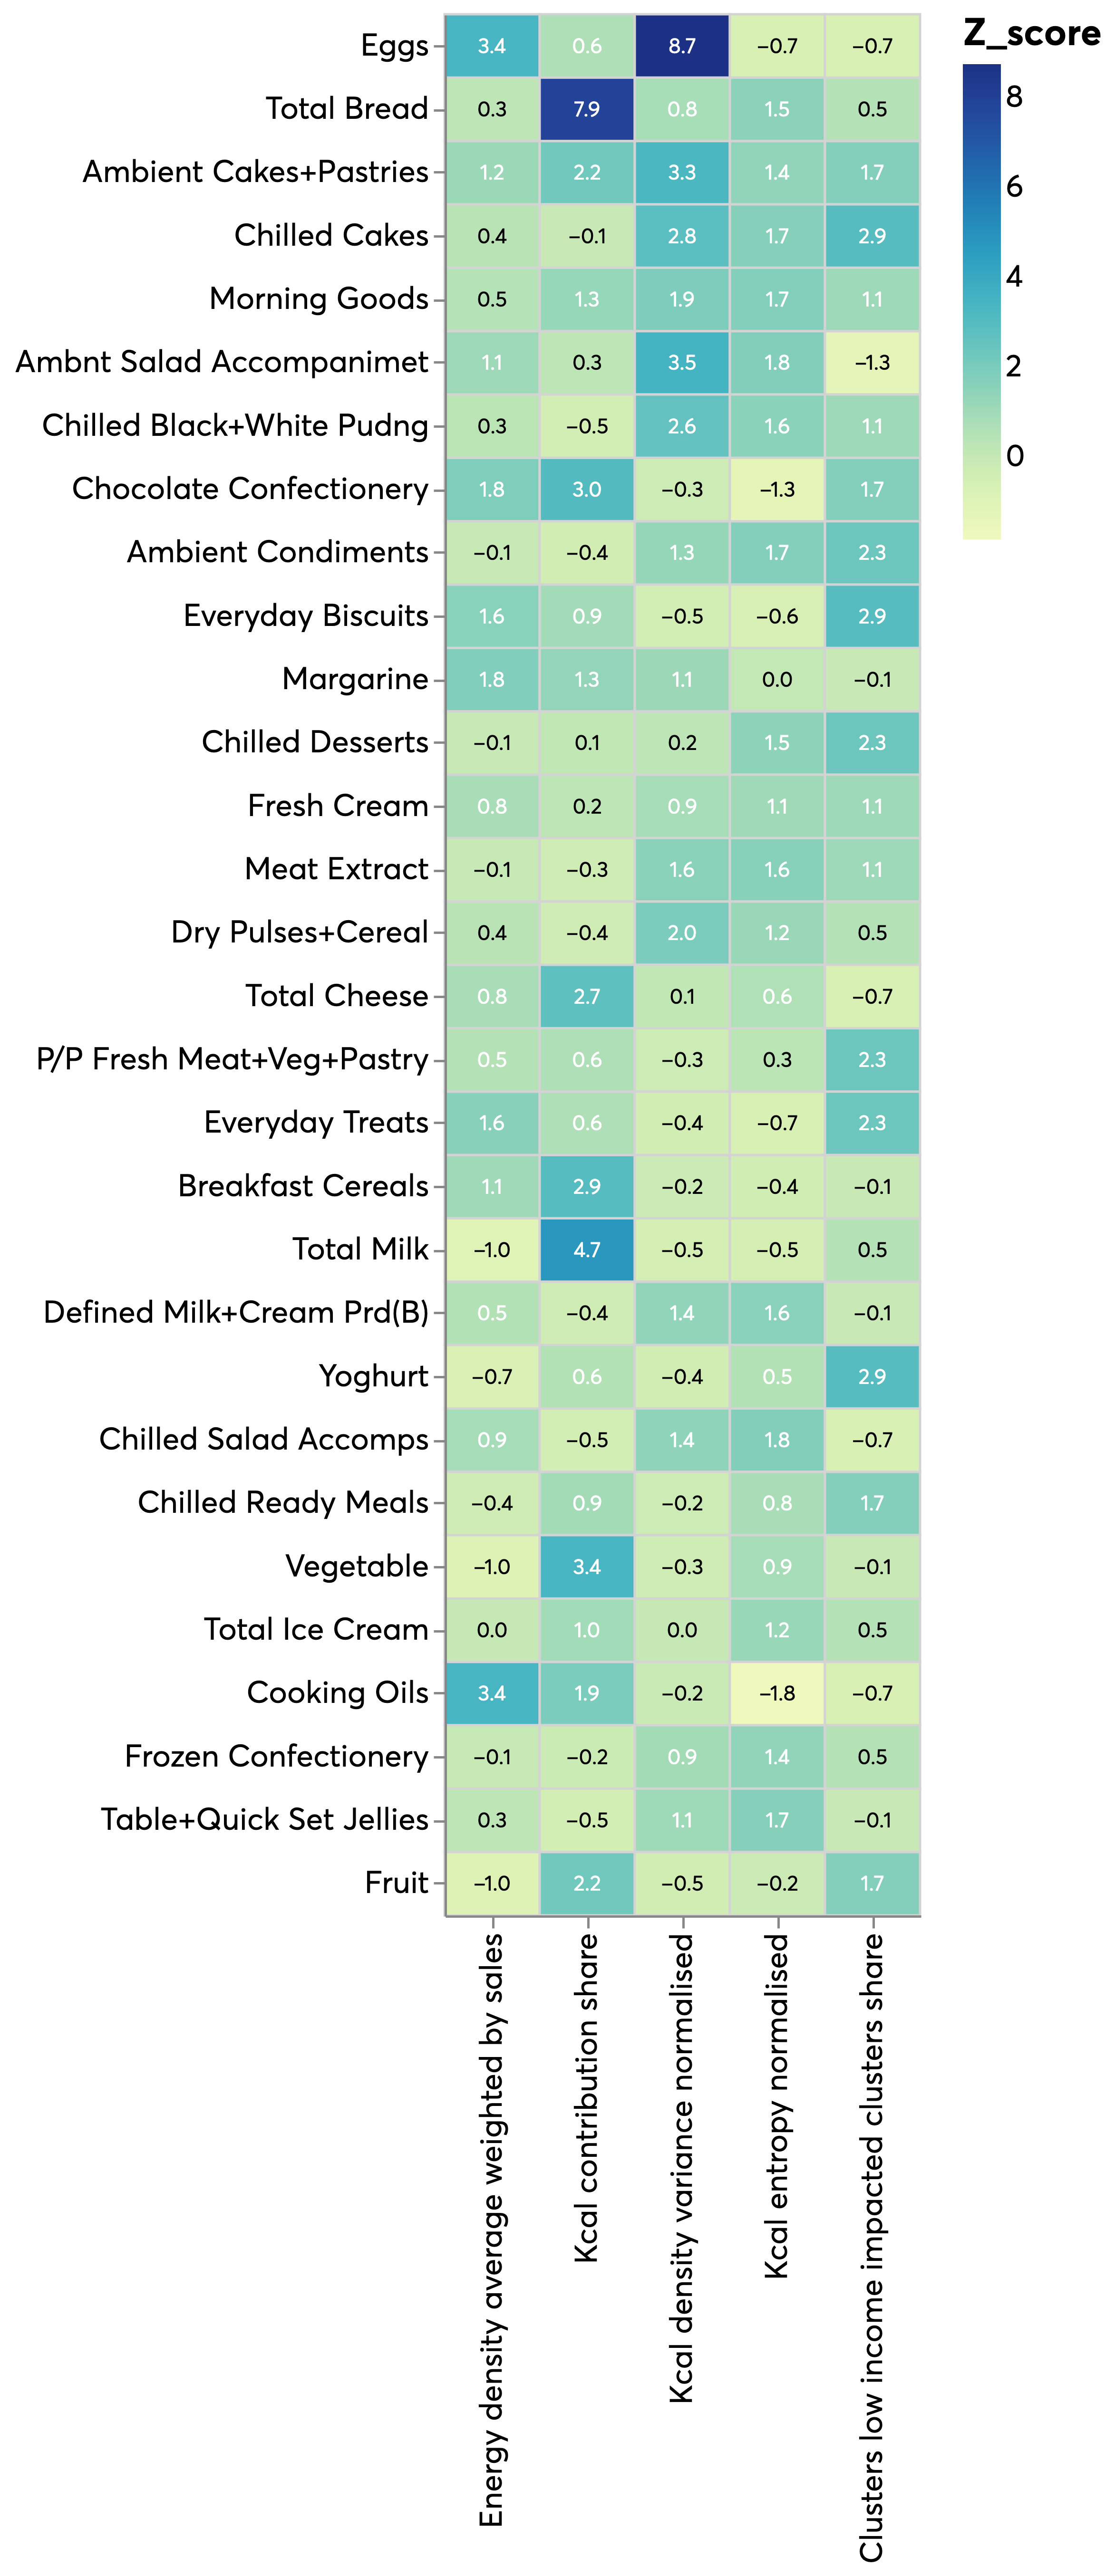 Z_score
8
6
4
2
0
Eggs 3.4 0.6 8.7 –0.7 –0.7
Total Bread 0.3 7.9 0.8 1.5 0.5
Ambient Cakes+Pastries 1.2 2.2 3.3 1.4 1.7
Chilled Cakes 0.4 –0.1 2.8 1.7 2.9
Morning Goods 0.5 1.3 1.9 1.7 1.1
Ambnt Salad Accompanimet 1.1 0.3 3.5 1.8 –1.3
Chilled Black+White Pudng 0.3 –0.5 2.6 1.6 1.1
Chocolate Confectionery 1.8 3.0 –0.3 –1.3 1.7
Ambient Condiments –0.1 –0.4 1.3 1.7 2.3
Everyday Biscuits 1.6 0.9 –0.5 –0.6 2.9
Margarine 1.8 1.3 1.1 0.0 –0.1
Chilled Desserts –0.1 0.1 0.2 1.5 2.3
Fresh Cream 0.8 0.2 0.9 1.1 1.1
Meat Extract –0.1 –0.3 1.6 1.6 1.1
Dry Pulses+Cereal 0.4 –0.4 2.0 1.2 0.5
Total Cheese 0.8 2.7 0.1 0.6 –0.7
P/P Fresh Meat+Veg+Pastry 0.5 0.6 –0.3 0.3 2.3
Everyday Treats 1.6 0.6 –0.4 –0.7 2.3
Breakfast Cereals 1.1 2.9 –0.2 –0.4 –0.1
Total Milk –1.0 4.7 –0.5 –0.5 0.5
Defined Milk+Cream Prd(B) 0.5 –0.4 1.4 1.6 –0.1
Yoghurt –0.7 0.6 –0.4 0.5 2.9
Chilled Salad Accomps 0.9 –0.5 1.4 1.8 –0.7
Chilled Ready Meals –0.4 0.9 –0.2 0.8 1.7
Vegetable –1.0 3.4 –0.3 0.9 –0.1
Total Ice Cream 0.0 1.0 0.0 1.2 0.5
Cooking Oils 3.4 1.9 –0.2 –1.8 –0.7
Frozen Confectionery –0.1 –0.2 0.9 1.4 0.5
Table+Quick Set Jellies 0.3 –0.5 1.1 1.7 –0.1
Fruit –1.0 2.2 –0.5 –0.2 1.7
Energy density average weighted by sales
Kcal contribution share
Kcal density variance normalised
Kcal entropy normalised
Clusters low income impacted clusters share